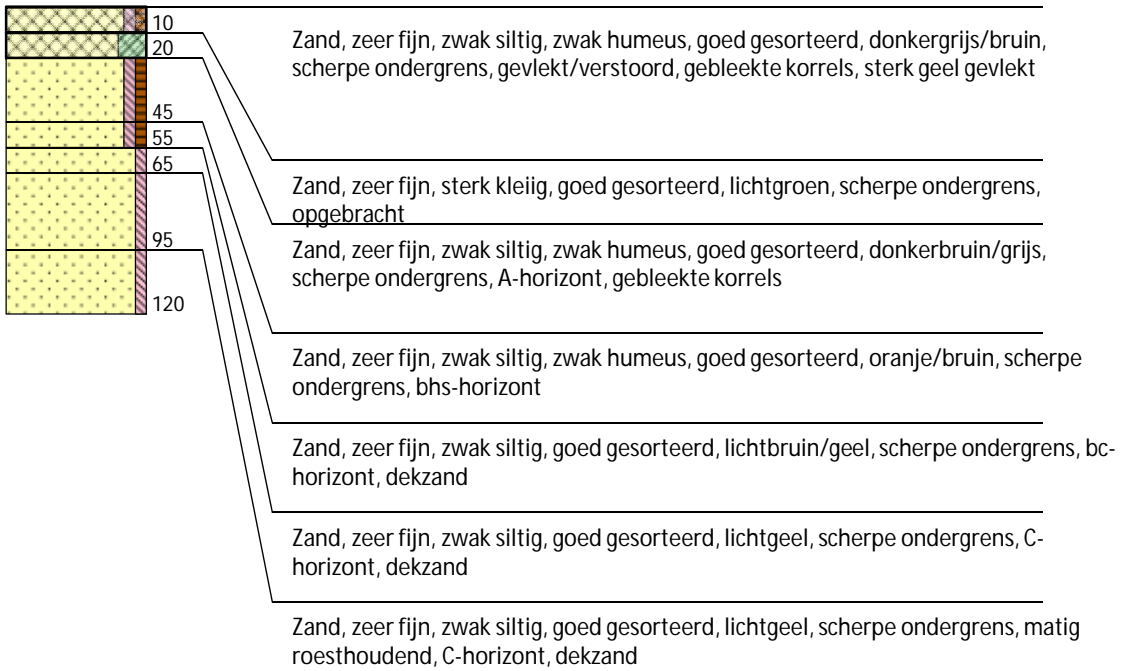 10
20
45
55
65
95
120
Zand, zeer fijn, zwak siltig, zwak humeus, goed gesorteerd, donkergrijs/bruin,
scherpe ondergrens, gevlekt/verstoord, gebleekte korrels, sterk geel gevlekt
Zand, zeer fijn, sterk kleiig, goed gesorteerd, lichtgroen, scherpe ondergrens,
opgebracht
Zand, zeer fijn, zwak siltig, zwak humeus, goed gesorteerd, donkerbruin/grijs,
scherpe ondergrens, A-horizont, gebleekte korrels
Zand, zeer fijn, zwak siltig, zwak humeus, goed gesorteerd, oranje/bruin, scherpe
ondergrens, bhs-horizont
Zand, zeer fijn, zwak siltig, goed gesorteerd, lichtbruin/geel, scherpe ondergrens, bc-
horizont, dekzand
Zand, zeer fijn, zwak siltig, goed gesorteerd, lichtgeel, scherpe ondergrens, C-
horizont, dekzand
Zand, zeer fijn, zwak siltig, goed gesorteerd, lichtgeel, scherpe ondergrens, matig
roesthoudend, C-horizont, dekzand